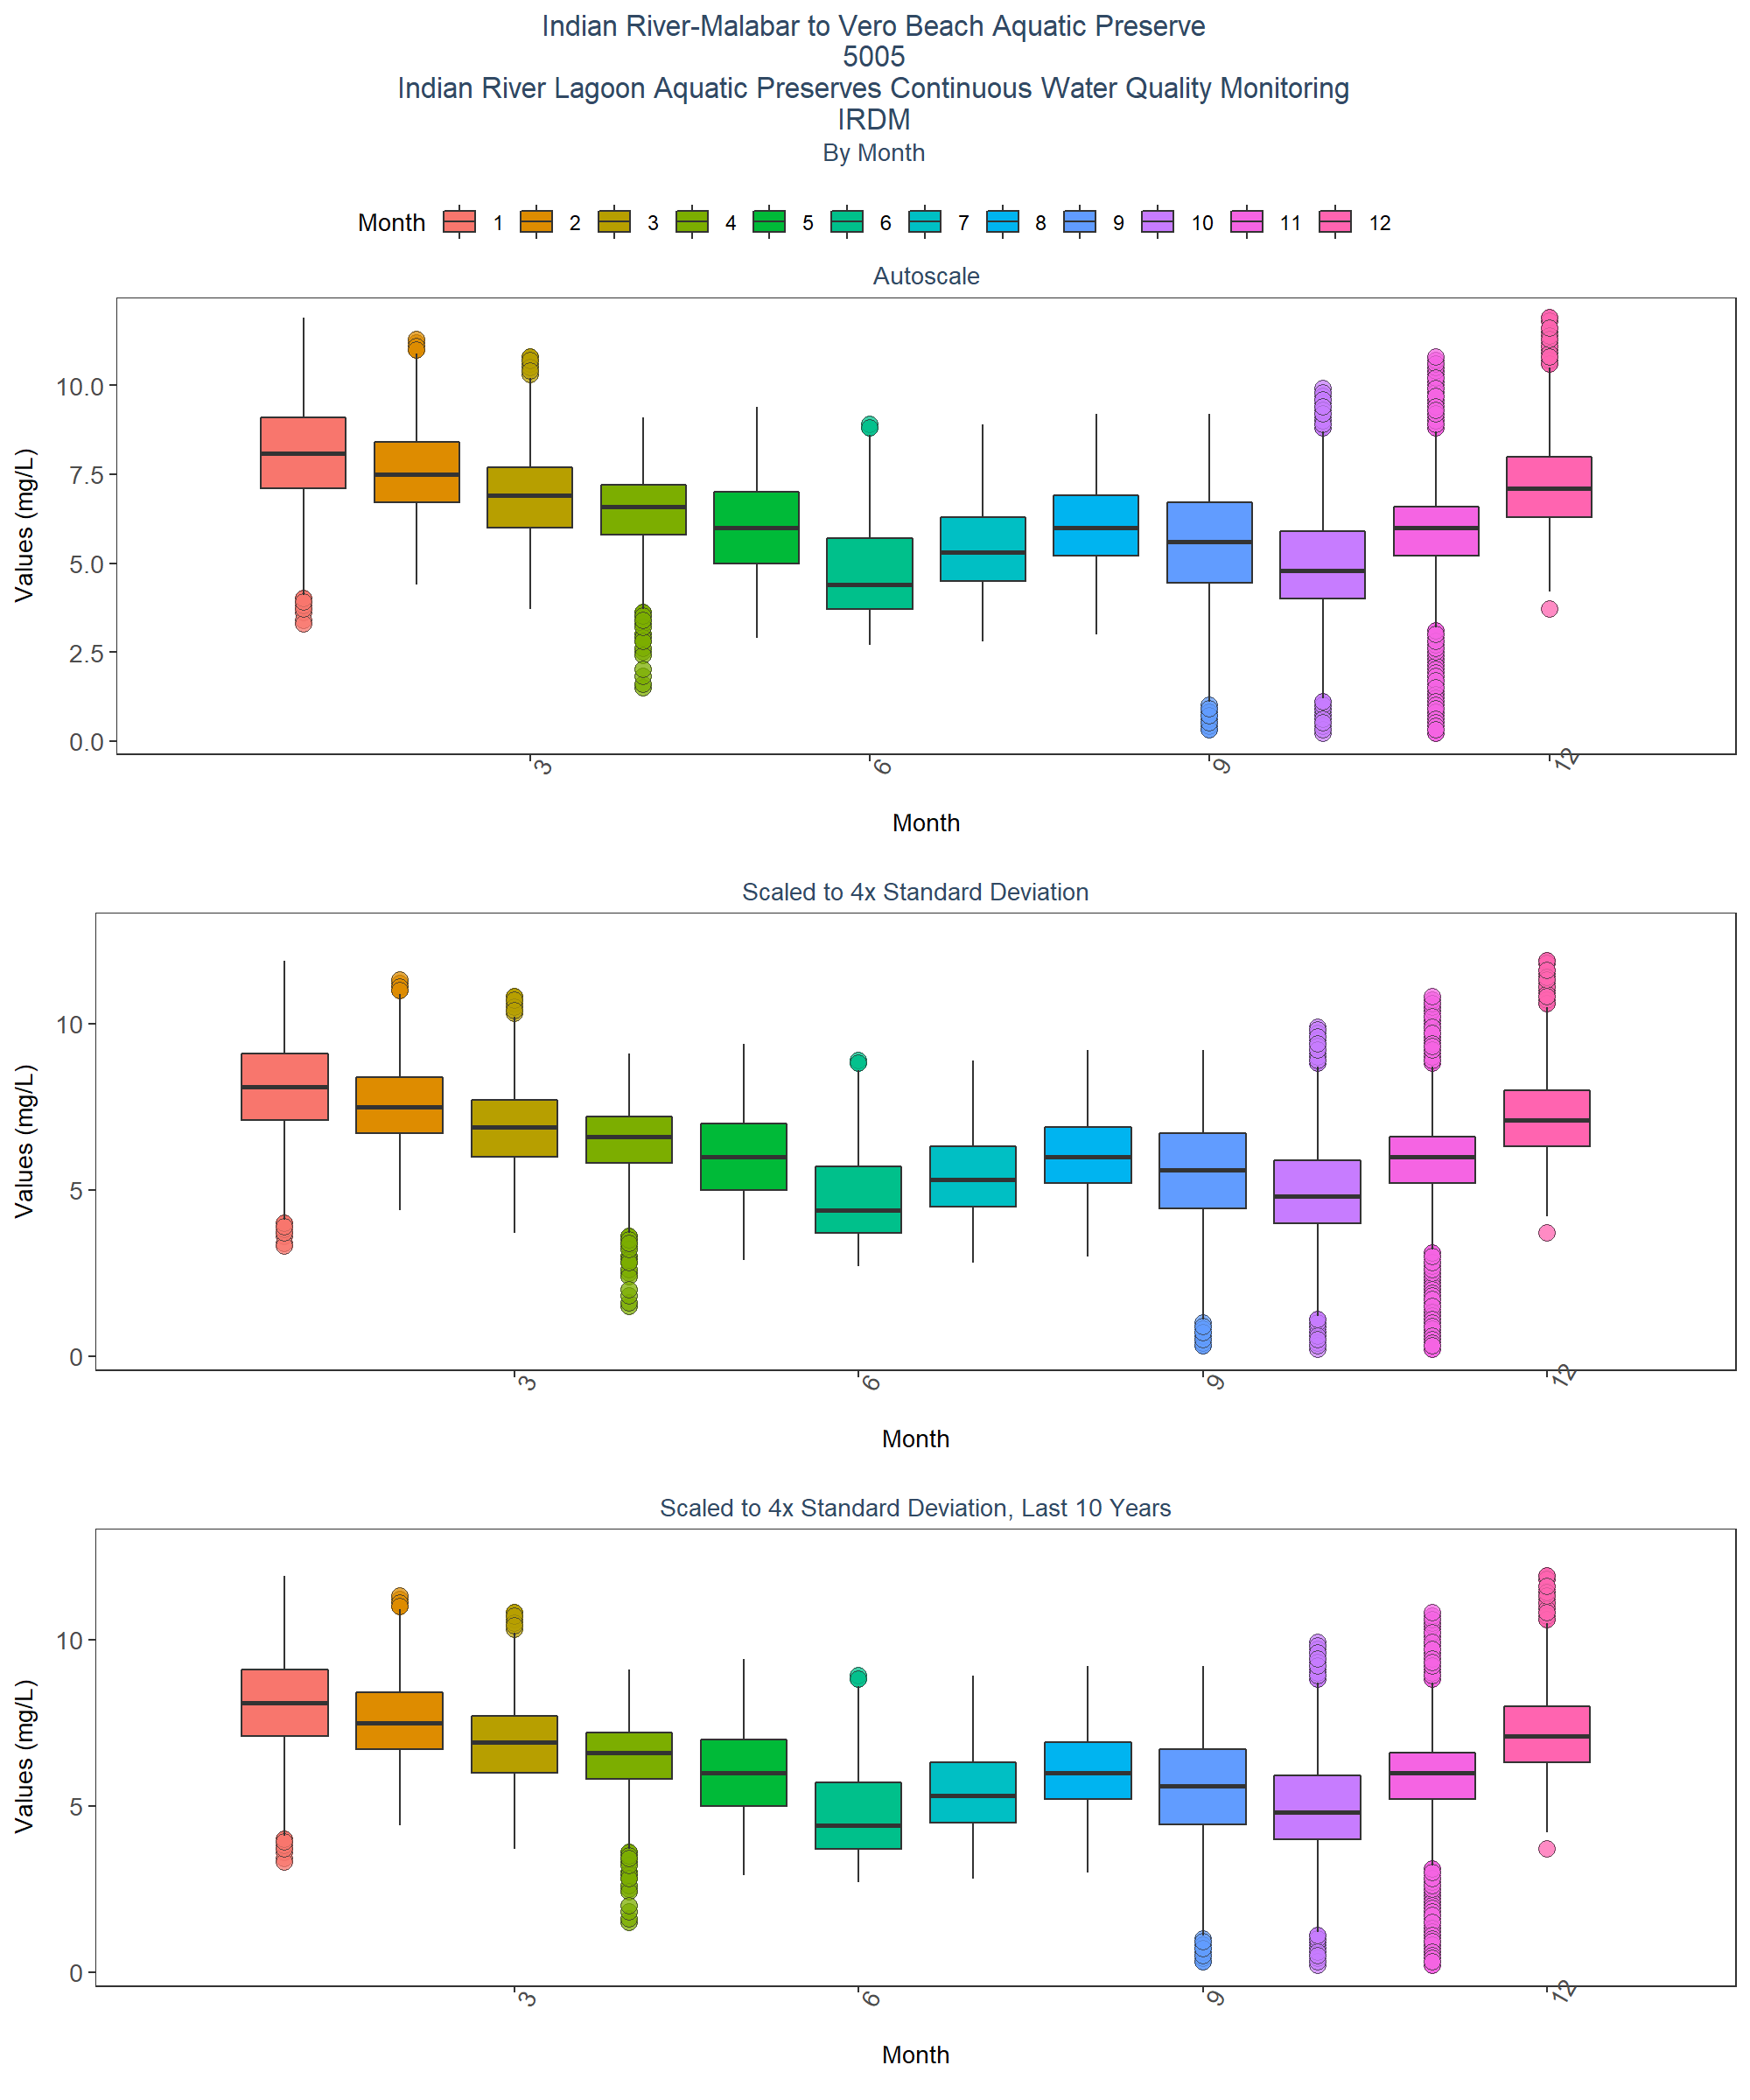 Indian River-Malabar to Vero Beach Aquatic Preserve
5005
Indian River Lagoon Aquatic Preserves Continuous Water Quality Monitoring
IRDM
By Month
Month 1 2 3 4 5 6 7 8 9 10 11 12
Autoscale
Values (mg/L)
10.0
7.5
5.0
2.5
0.0
3 6 9 12
Month
Scaled to 4x Standard Deviation
Values (mg/L)
10
5
0
3 6 9 12
Month
Scaled to 4x Standard Deviation, Last 10 Years
Values (mg/L)
10
5
0
3 6 9 12
Month